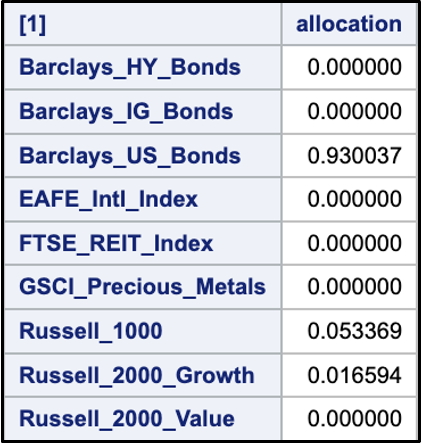 [1] allocation
Barclays_HY_Bonds 0.000000
Barclays_IG_Bonds 0.000000
Barclays_US_Bonds 0.930037
EAFE_Intl_Index 0.000000
FTSE_REIT_Index 0.000000
GSCI_Precious_Metals 0.000000
Russell_1000 0.053369
Russell_2000_Growth 0.016594
Russell_2000_Value 0.000000